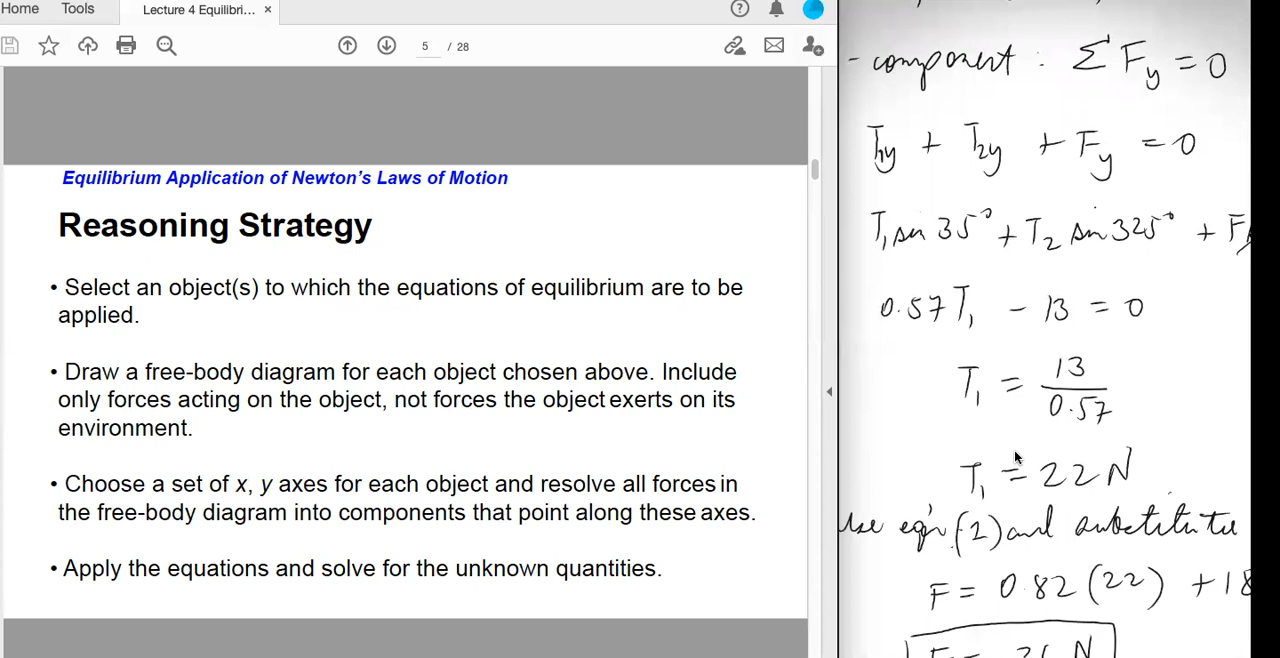 Home Tools Lecture 4 Equilibri... ×
5 / 28
Equilibrium Application of Newton's Laws of Motion
Reasoning Strategy
• Select an object(s) to which the equations of equilibrium are to be
applied.
• Draw a free-body diagram for each object chosen above. Include
only forces acting on the object, not forces the object exerts on its
environment.
• Choose a set of x, y axes for each object and resolve all forces in
the free-body diagram into components that point along these axes.
• Apply the equations and solve for the unknown quantities.
- component : Σ Fy = 0
T1y + T2y + Fy = 0
T1 sin 35° + T2 sin 325° + F
0.57 T1 - 13 = 0
T1 = 13/0.57
T1 = 22 N
use eqn. (2) and substitute
F = 0.82 (22) + 18